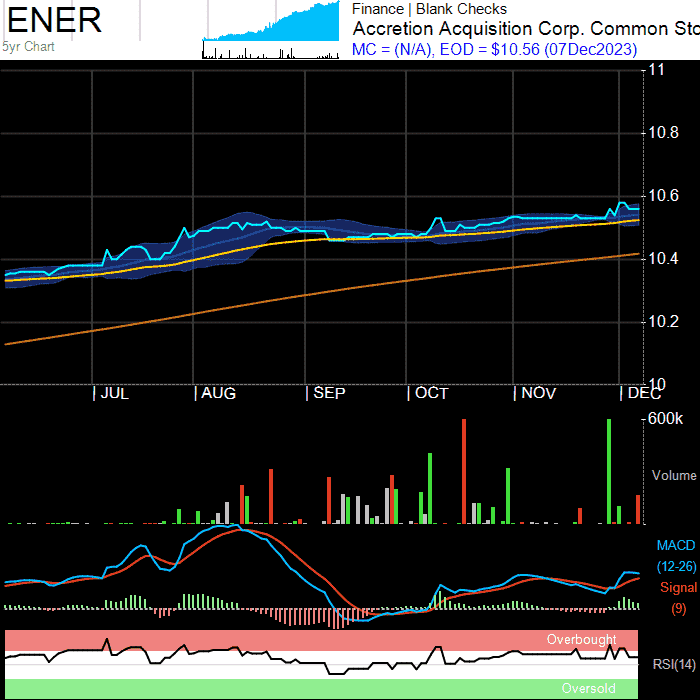 ENER
5yr Chart
Finance | Blank Checks
Accretion Acquisition Corp. Common Sto
MC = (N/A), EOD = $10.56 (07Dec2023)
11
10.8
10.6
10.4
10.2
10
| JUL | AUG | SEP | OCT | NOV | DEC
600k
Volume
MACD
(12-26)
Signal
(9)
Overbought
RSI(14)
Oversold